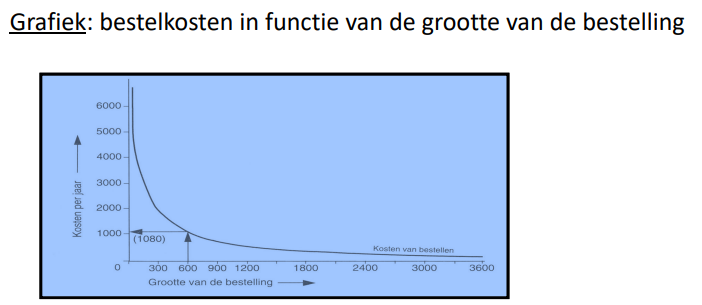 Grafiek: bestelkosten in functie van de grootte van de bestelling
6000
5000
4000
3000
2000
1000
(1080)
Kosten per jaar
Kosten van bestellen
0 300 600 900 1200 1800 2400 3000 3600
Grootte van de bestelling